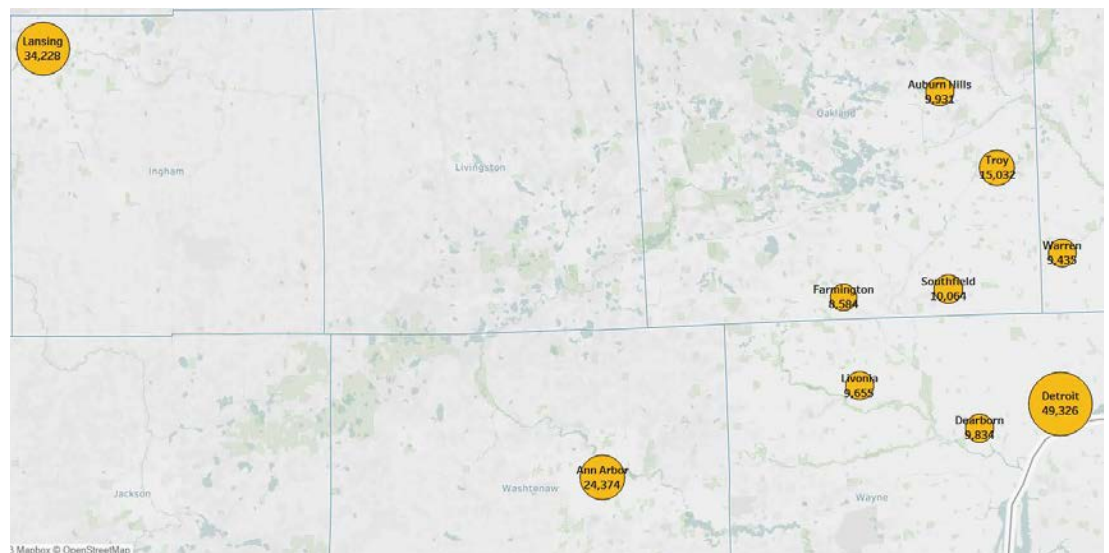 Lansing
34,228
Auburn Hills
9,931
Oakland
Ingham
Livingston
Troy
15,032
Warren
9,435
Southfield
10,064
Farmington
8,584
Livonia
9,655
Detroit
49,326
Dearborn
9,834
Ann Arbor
24,374
Washtenaw
Jackson
Wayne
Mapbox © OpenStreetMap